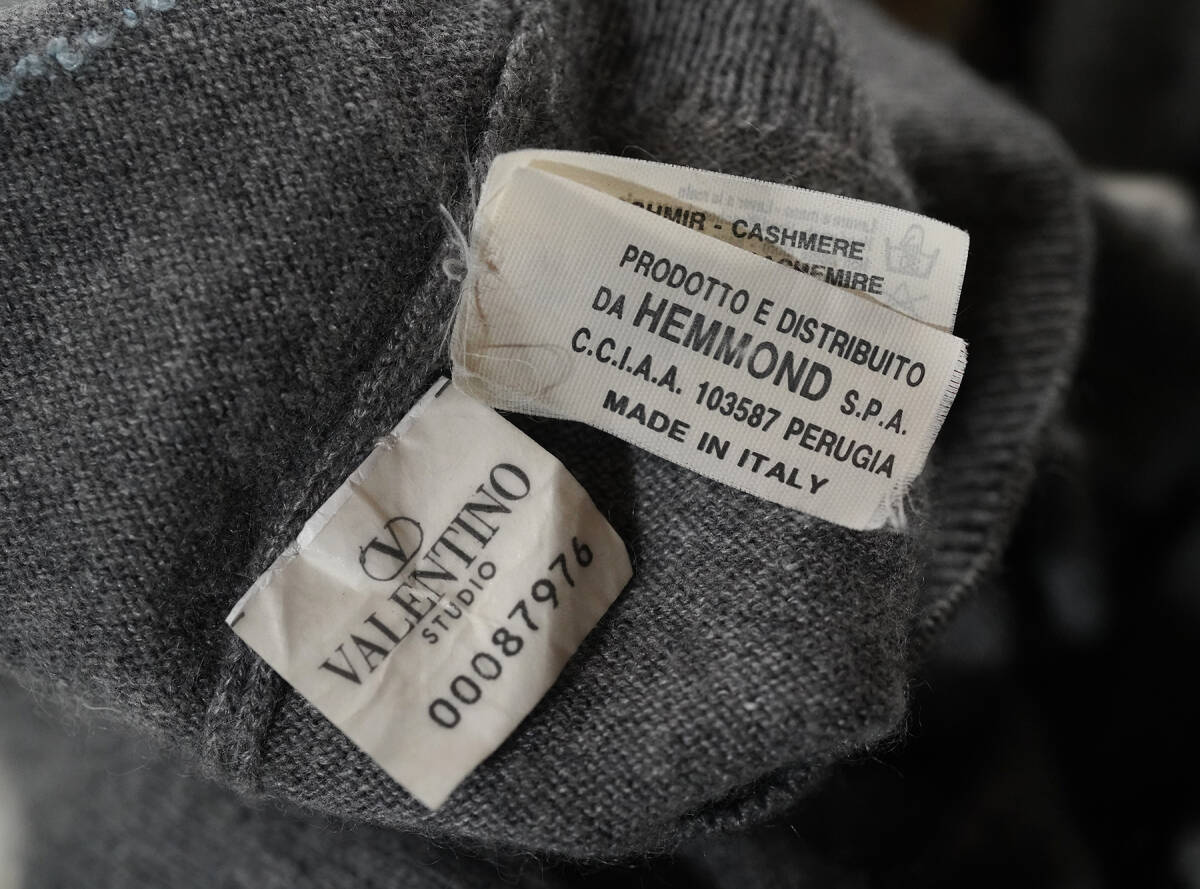 - CASHMERE
PRODOTTO E DISTRIBUITO
DA HEMMOND S.P.A.
C.C.I.A.A. 103587 PERUGIA
MADE IN ITALY
V
VALENTINO
STUDIO
00087976